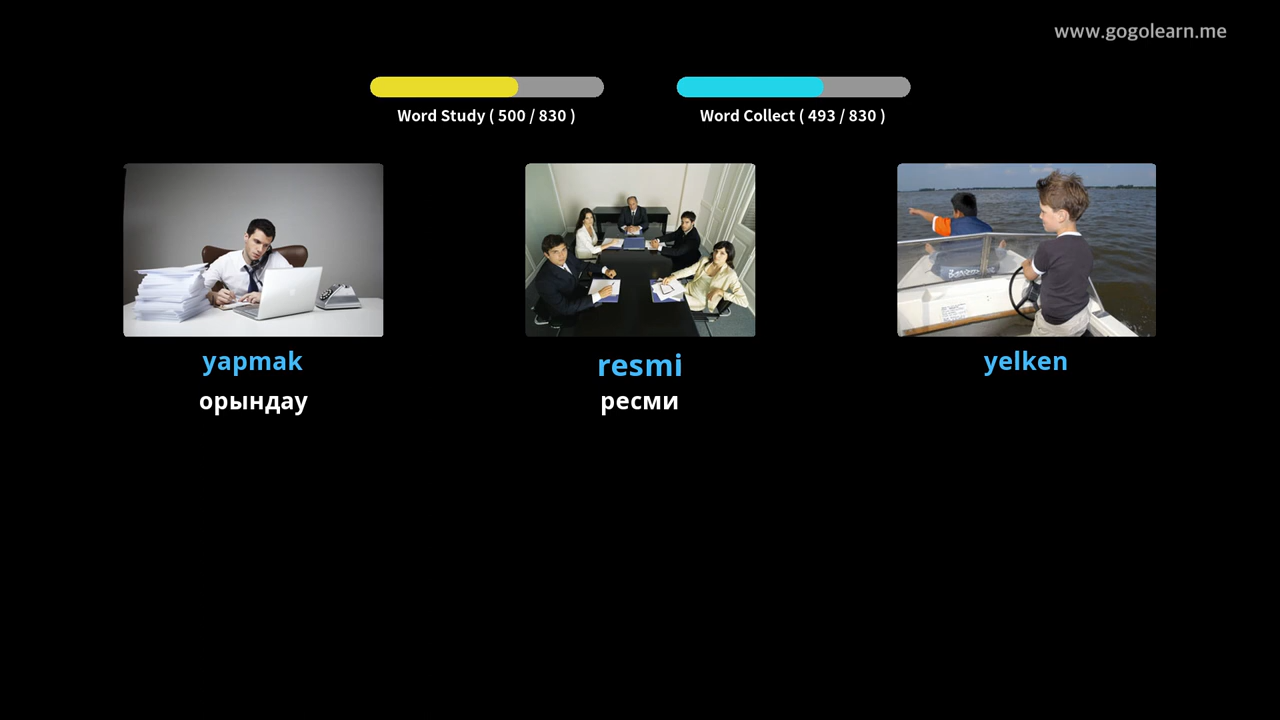 www.gogolearn.me
Word Study ( 500 / 830 )
Word Collect ( 493 / 830 )
yapmak
resmi
yelken
орындау
ресми